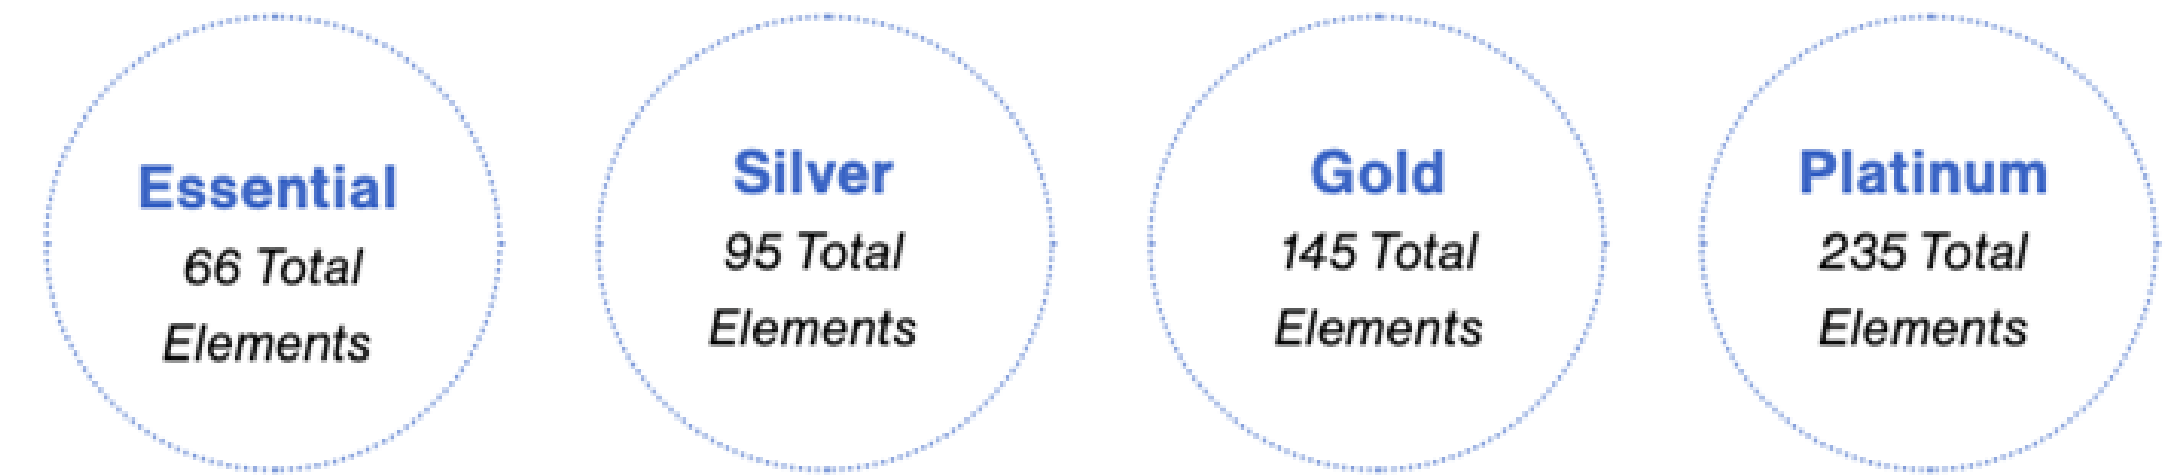 Essential
66 Total
Elements
Silver
95 Total
Elements
Gold
145 Total
Elements
Platinum
235 Total
Elements